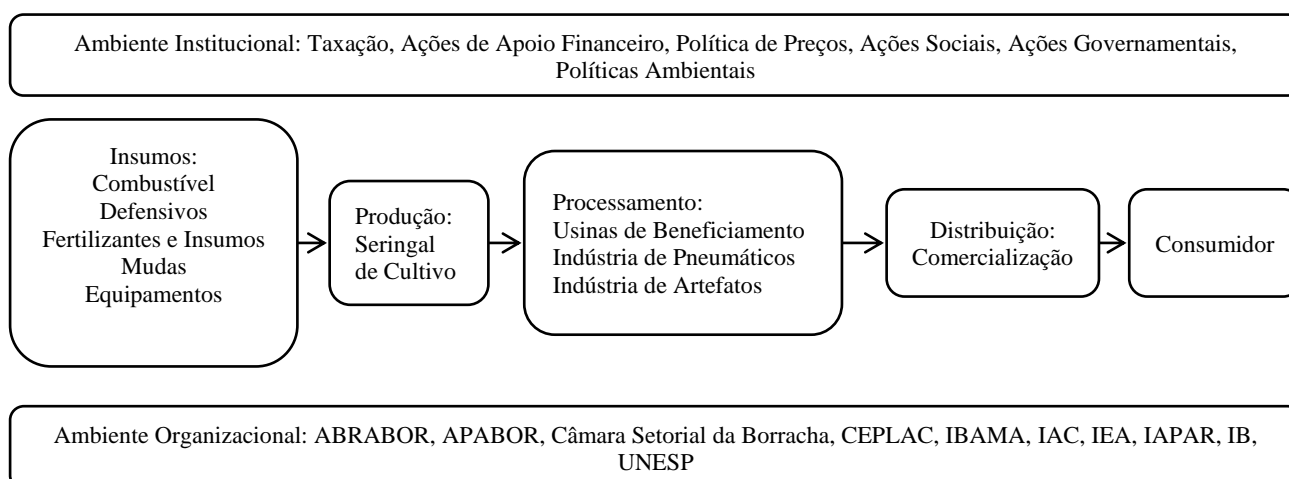 Ambiente Institucional: Taxação, Ações de Apoio Financeiro, Política de Preços, Ações Sociais, Ações Governamentais,
Políticas Ambientais
Insumos:
Combustível
Defensivos
Fertilizantes e Insumos
Mudas
Equipamentos
Produção:
Seringal
de Cultivo
Processamento:
Usinas de Beneficiamento
Indústria de Pneumáticos
Indústria de Artefatos
Distribuição:
Comercialização
Consumidor
Ambiente Organizacional: ABRABOR, APABOR, Câmara Setorial da Borracha, CEPLAC, IBAMA, IAC, IEA, IAPAR, IB,
UNESP